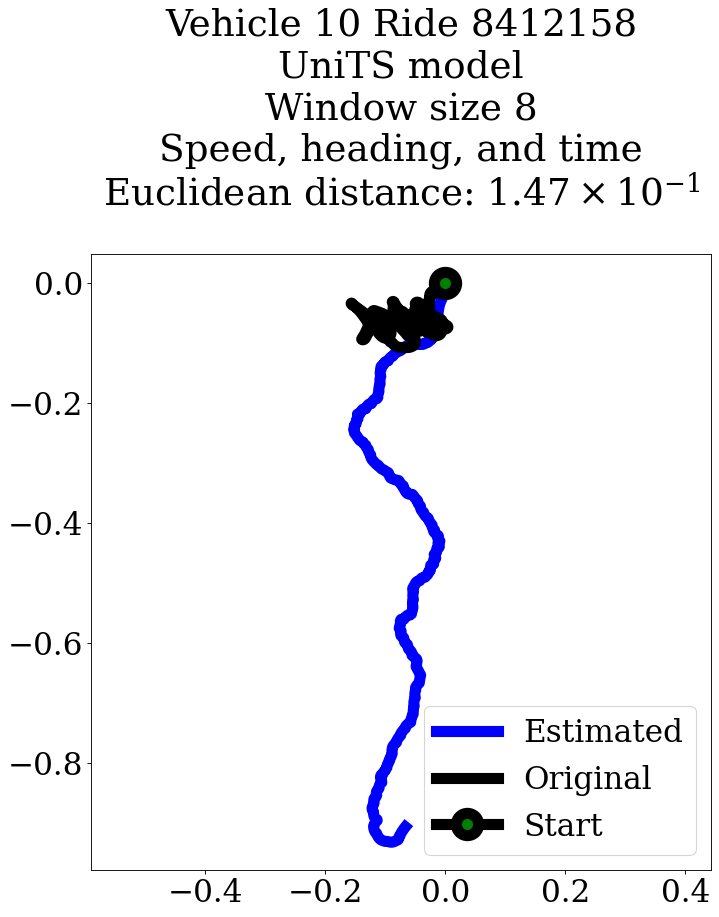 Vehicle 10 Ride 8412158
UniTS model
Window size 8
Speed, heading, and time
Euclidean distance: 1.47 × 10⁻¹
0.0
−0.2
−0.4
−0.6
−0.8
Estimated
Original
Start
−0.4 −0.2 0.0 0.2 0.4